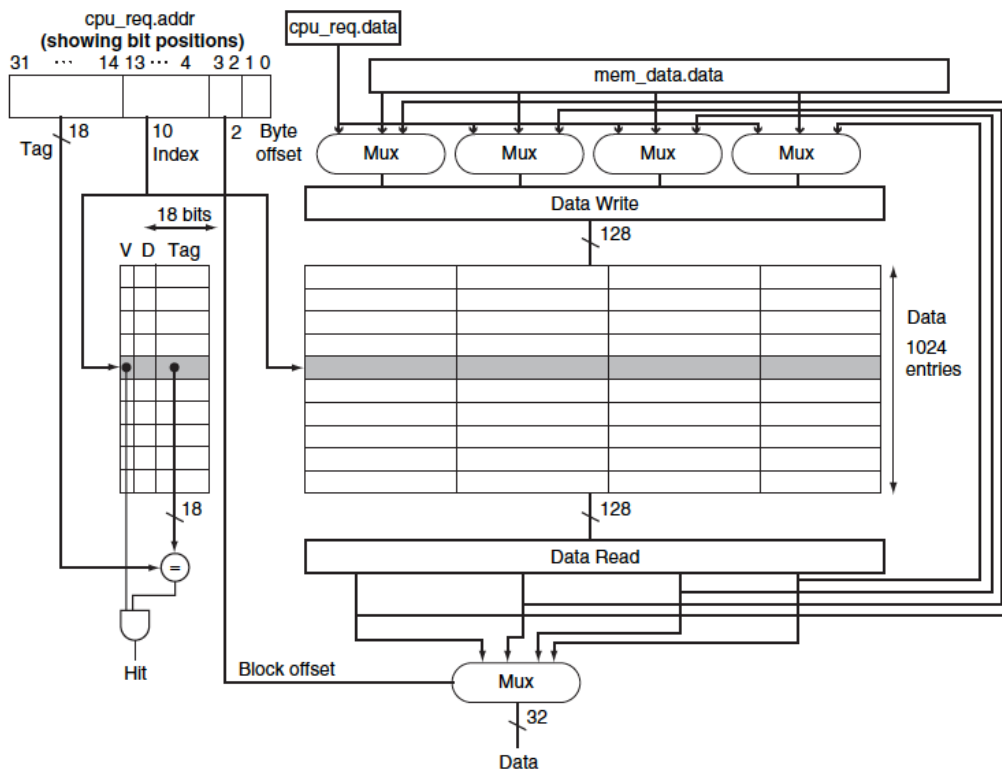 cpu_req.addr
(showing bit positions)
31 ··· 14 13 ··· 4 3 2 1 0
cpu_req.data
mem_data.data
18
10
2
Byte
offset
Tag
Index
Mux Mux Mux Mux
Data Write
18 bits
128
V D Tag
Data
1024
entries
18
128
=
Data Read
Hit
Block offset
Mux
32
Data